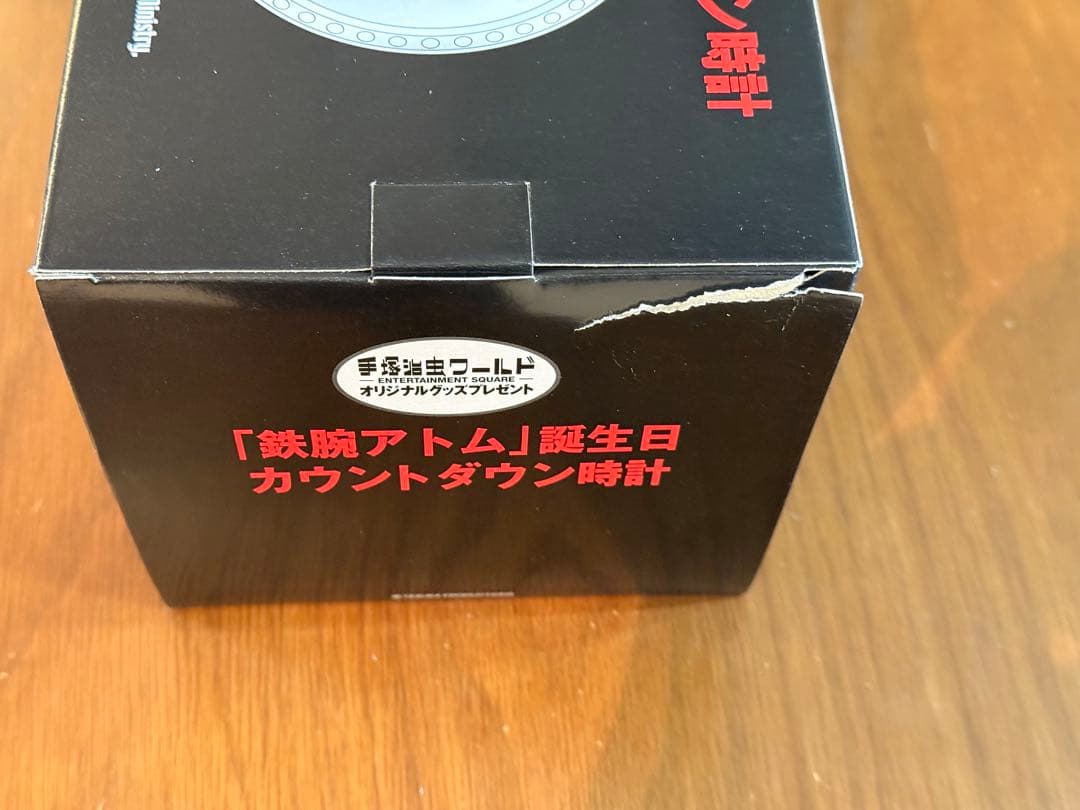 ン時計
手塚治虫ワールド
ENTERTAINMENT SQUARE
オリジナルグッズプレゼント
「鉄腕アトム」誕生日
カウントダウン時計